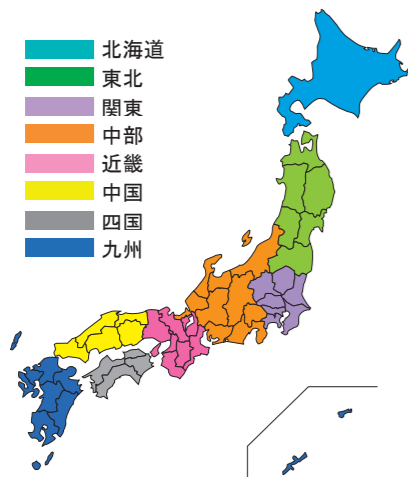 北海道
東北
関東
中部
近畿
中国
四国
九州